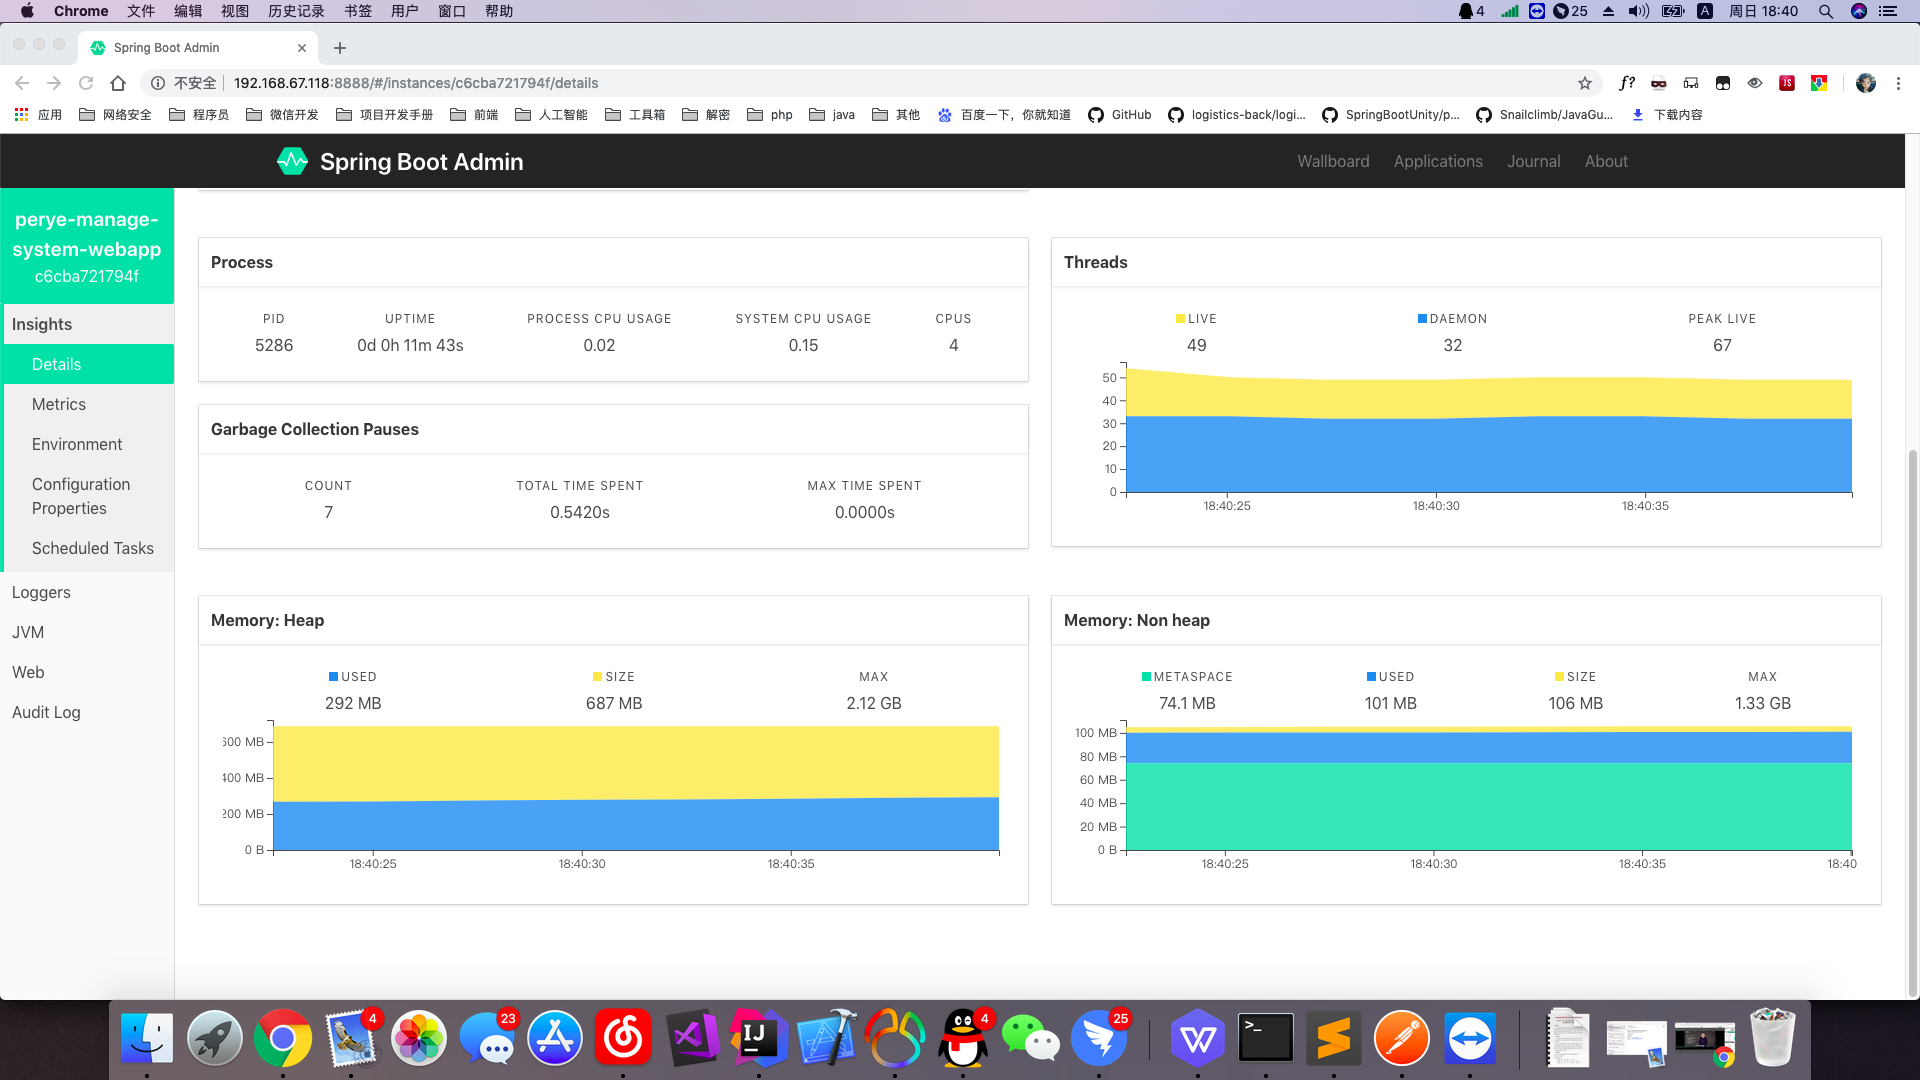 Chrome 文件 编辑 视图 历史记录 书签 用户 窗口 帮助 4 25 A 周日 18:40
Spring Boot Admin
不安全 192.168.67.118:8888/#/instances/c6cba721794f/details f? JS
应用 网络安全 程序员 微信开发 项目开发手册 前端 人工智能 工具箱 解密 php java 其他 百度一下，你就知道 GitHub logistics-back/logi... SpringBootUnity/p... Snailclimb/JavaGu... 下载内容
Spring Boot Admin Wallboard Applications Journal About
perye-manage-
system-webapp
c6cba721794f
Insights
Details
Metrics
Environment
Configuration
Properties
Scheduled Tasks
Loggers
JVM
Web
Audit Log
Process
PID UPTIME PROCESS CPU USAGE SYSTEM CPU USAGE CPUS
5286 0d 0h 11m 43s 0.02 0.15 4
Garbage Collection Pauses
COUNT TOTAL TIME SPENT MAX TIME SPENT
7 0.5420s 0.0000s
Threads
LIVE DAEMON PEAK LIVE
49 32 67
50
40
30
20
10
0
18:40:25 18:40:30 18:40:35
Memory: Heap
USED SIZE MAX
292 MB 687 MB 2.12 GB
600 MB
400 MB
200 MB
0 B
18:40:25 18:40:30 18:40:35
Memory: Non heap
METASPACE USED SIZE MAX
74.1 MB 101 MB 106 MB 1.33 GB
100 MB
80 MB
60 MB
40 MB
20 MB
0 B
18:40:25 18:40:30 18:40:35 18:40
4 23 IJ 4 25 W >_